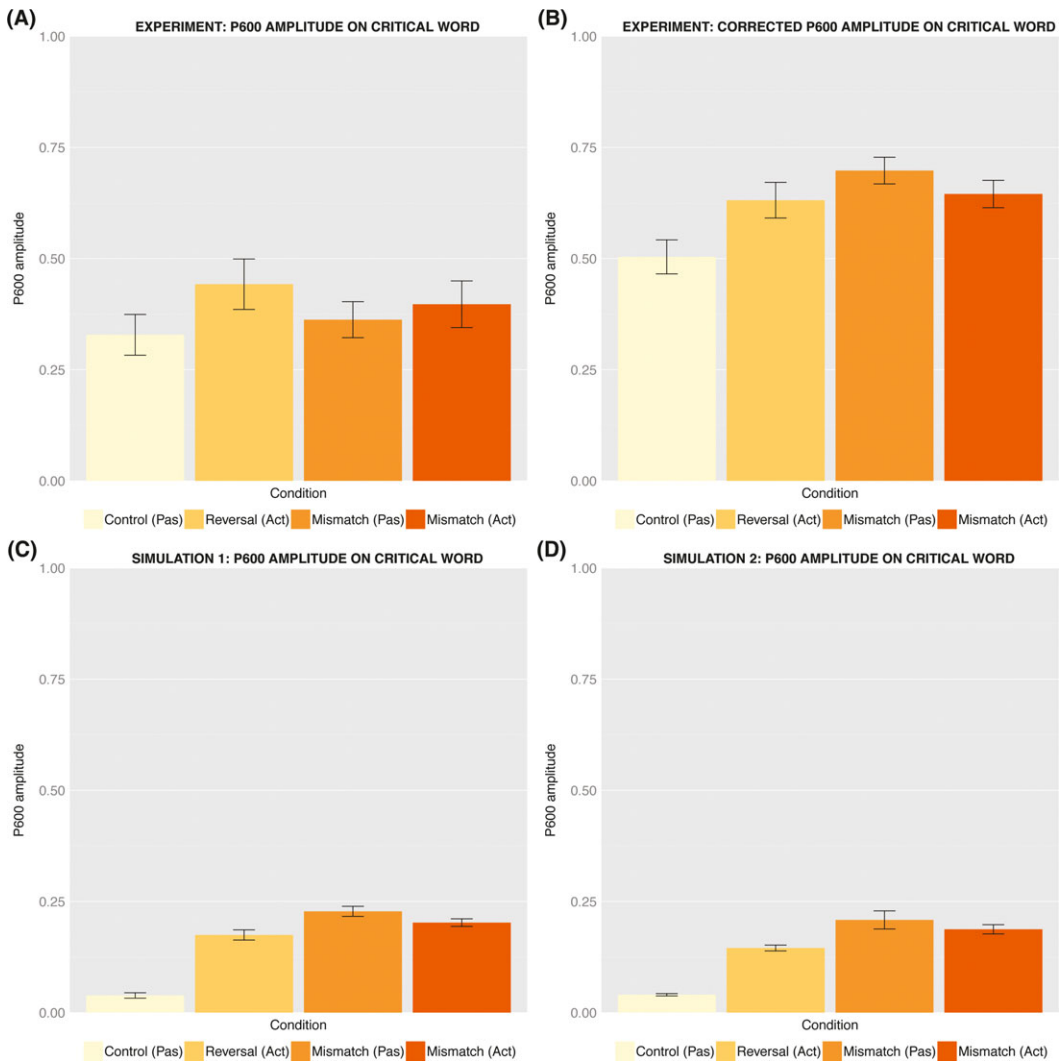 (A)
EXPERIMENT: P600 AMPLITUDE ON CRITICAL WORD
1.00
0.75
0.50
0.25
0.00
P600 amplitude
Condition
Control (Pas) Reversal (Act) Mismatch (Pas) Mismatch (Act)
(B)
EXPERIMENT: CORRECTED P600 AMPLITUDE ON CRITICAL WORD
1.00
0.75
0.50
0.25
0.00
P600 amplitude
Condition
Control (Pas) Reversal (Act) Mismatch (Pas) Mismatch (Act)
(C)
SIMULATION 1: P600 AMPLITUDE ON CRITICAL WORD
1.00
0.75
0.50
0.25
0.00
P600 amplitude
Condition
Control (Pas) Reversal (Act) Mismatch (Pas) Mismatch (Act)
(D)
SIMULATION 2: P600 AMPLITUDE ON CRITICAL WORD
1.00
0.75
0.50
0.25
0.00
P600 amplitude
Condition
Control (Pas) Reversal (Act) Mismatch (Pas) Mismatch (Act)